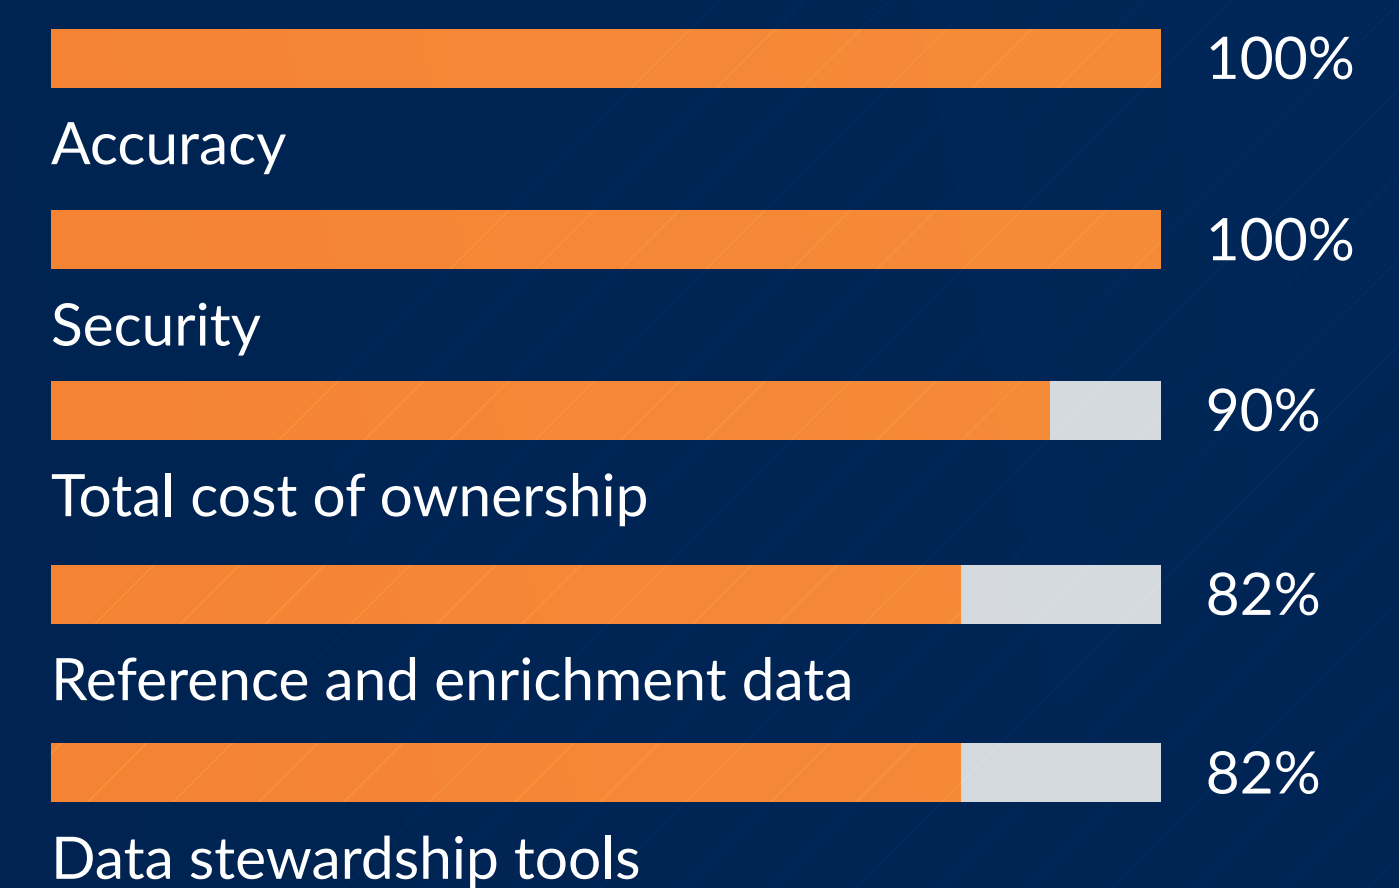 100%
Accuracy
100%
Security
90%
Total cost of ownership
82%
Reference and enrichment data
82%
Data stewardship tools